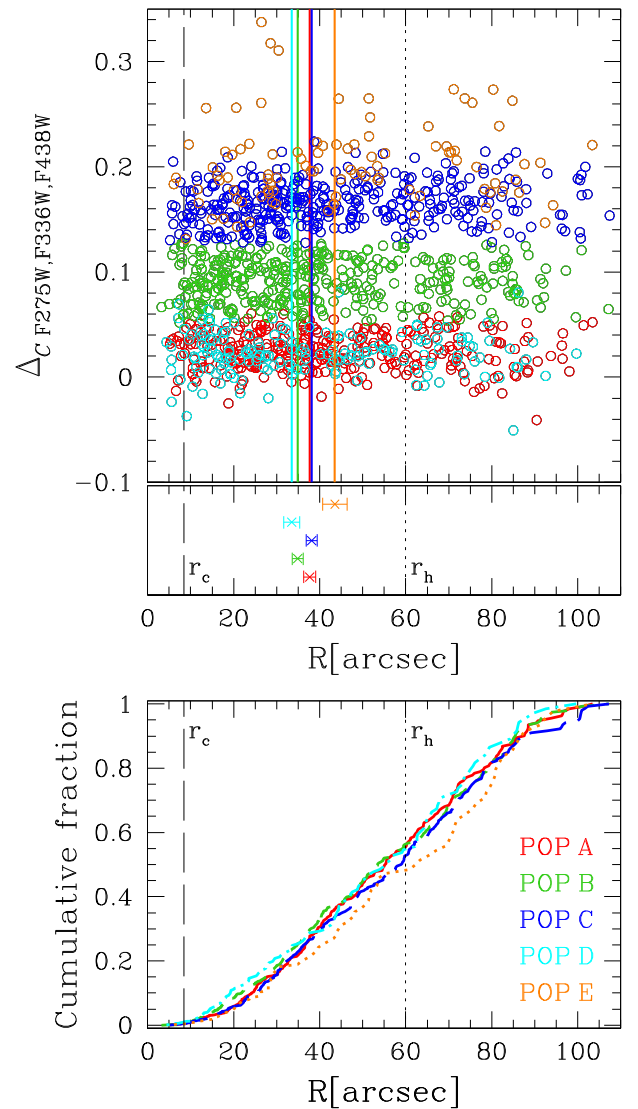 0.3
0.2
0.1
0
−0.1
Δ_C F275W,F336W,F438W
r_c
r_h
0 20 40 60 80 100
R[arcsec]
1
0.8
0.6
0.4
0.2
0
Cumulative fraction
r_c
r_h
POP A
POP B
POP C
POP D
POP E
0 20 40 60 80 100
R[arcsec]